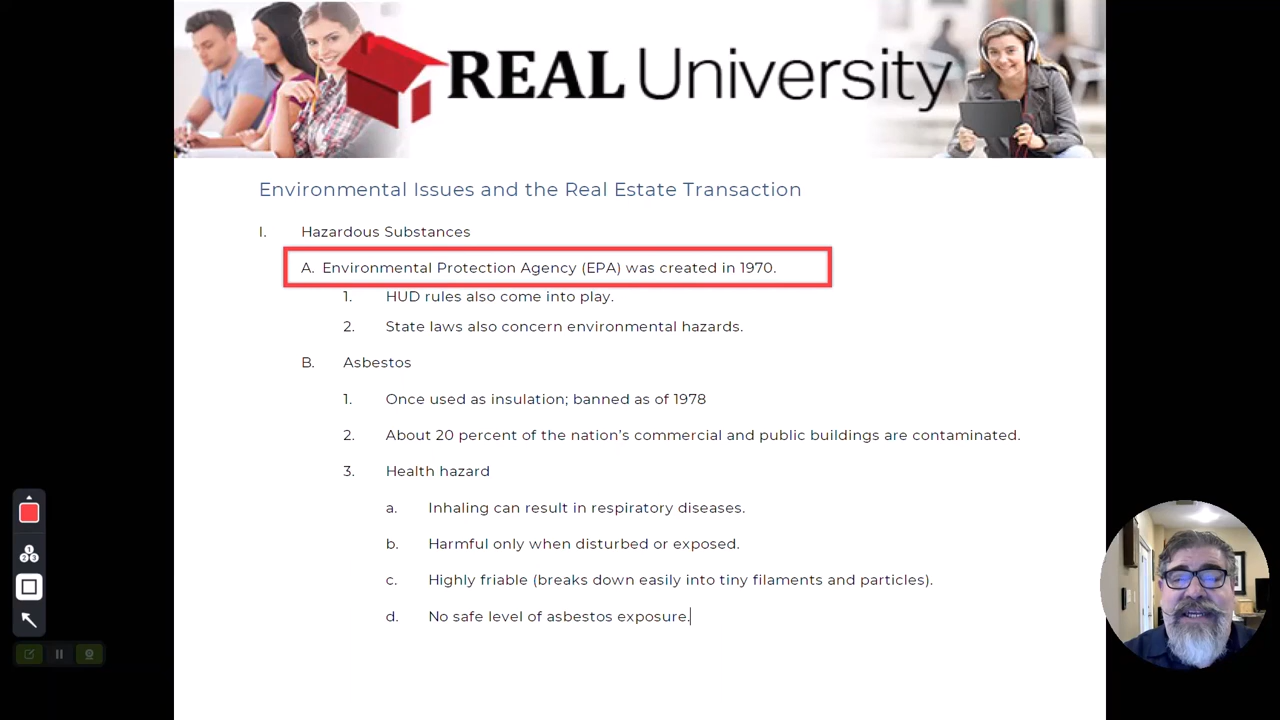 REAL University
Environmental Issues and the Real Estate Transaction
I. Hazardous Substances
A. Environmental Protection Agency (EPA) was created in 1970.
1. HUD rules also come into play.
2. State laws also concern environmental hazards.
B. Asbestos
1. Once used as insulation; banned as of 1978
2. About 20 percent of the nation’s commercial and public buildings are contaminated.
3. Health hazard
a. Inhaling can result in respiratory diseases.
b. Harmful only when disturbed or exposed.
c. Highly friable (breaks down easily into tiny filaments and particles).
d. No safe level of asbestos exposure.